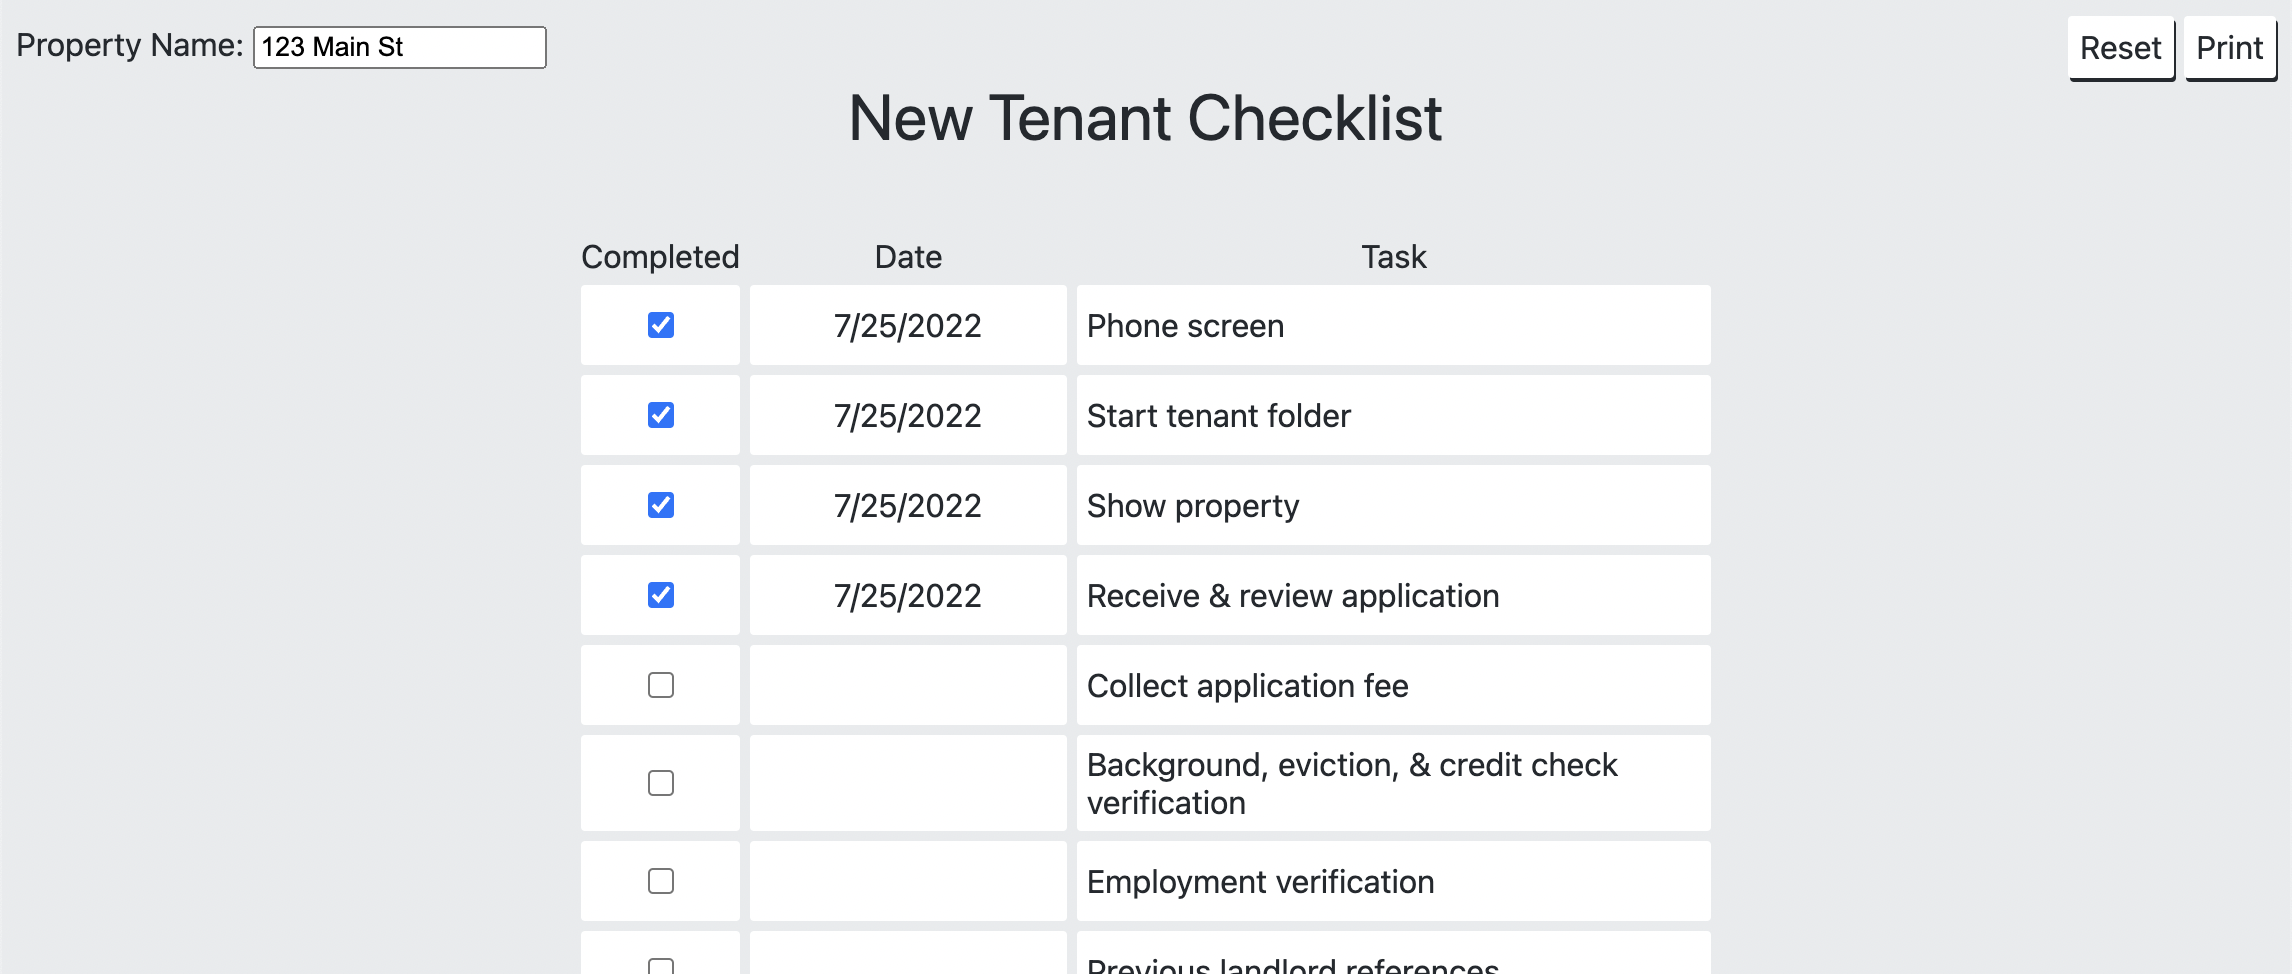 Property Name: 123 Main St
Reset Print
New Tenant Checklist
Completed Date Task
7/25/2022 Phone screen
7/25/2022 Start tenant folder
7/25/2022 Show property
7/25/2022 Receive & review application
Collect application fee
Background, eviction, & credit check
verification
Employment verification
Previous landlord references